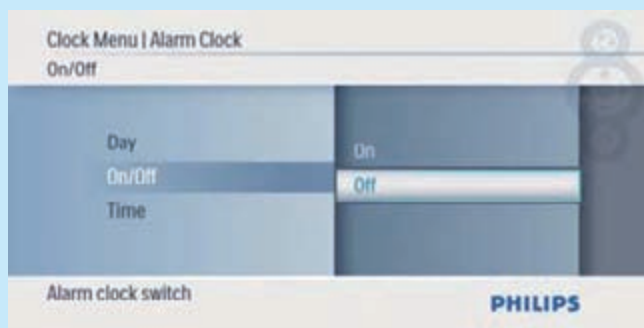 Clock Menu | Alarm Clock
On/Off
Day
On/Off
Time
On
Off
Alarm clock switch
PHILIPS